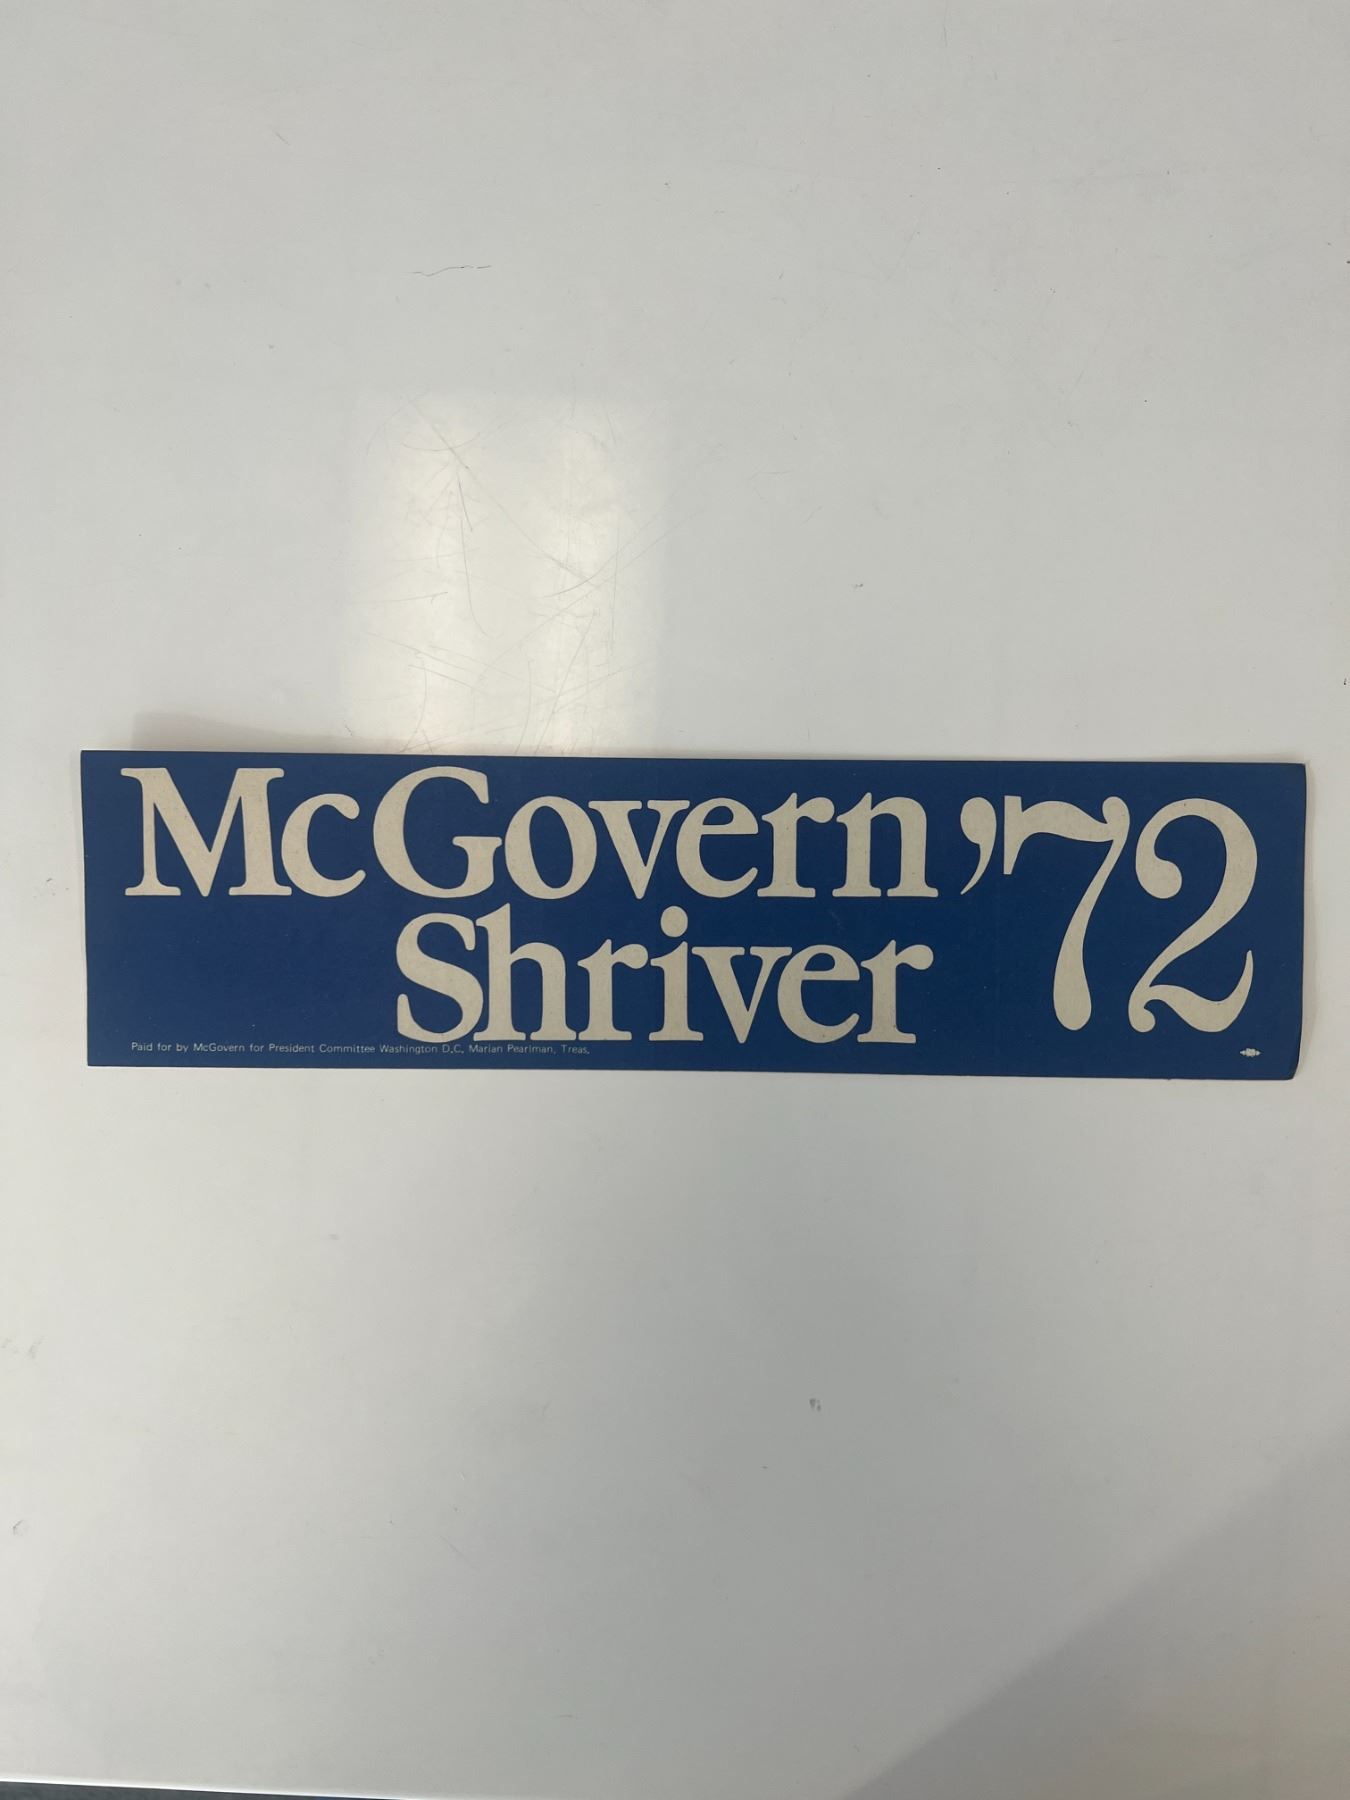 McGovern ’72
Shriver
Paid for by McGovern for President Committee Washington D.C. Marian Pearlman, Treas.